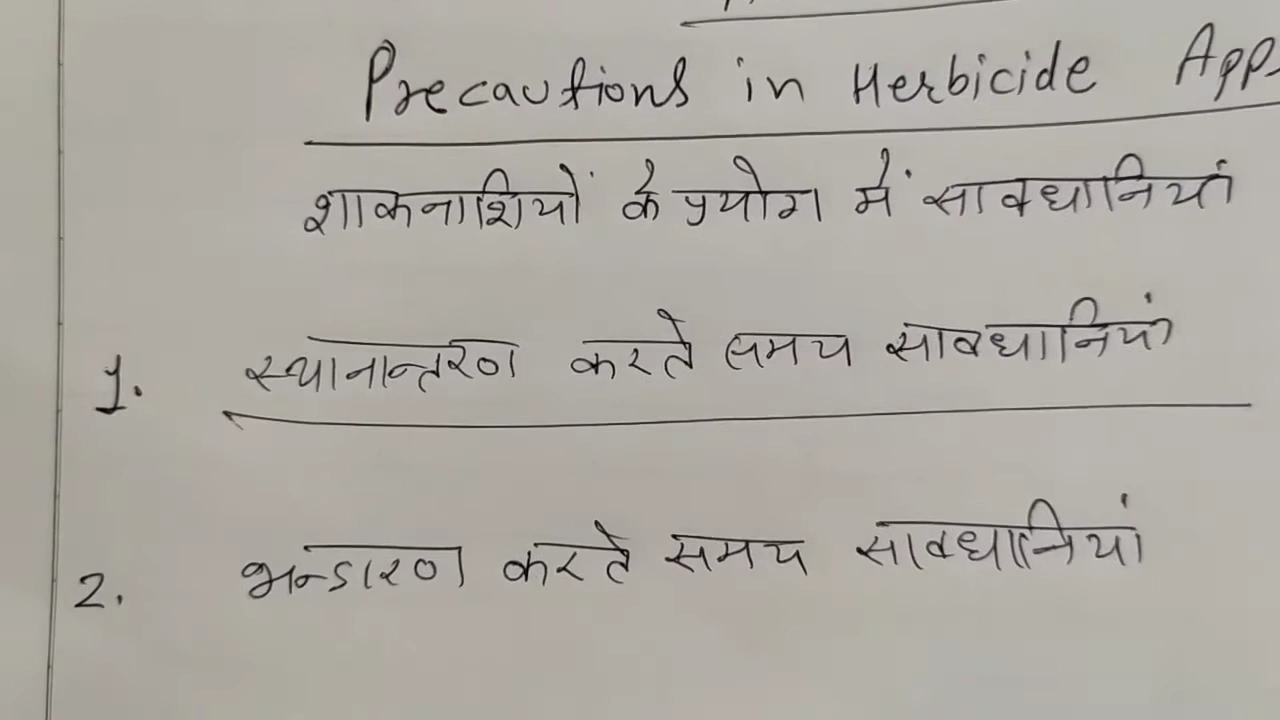 Precautions in Herbicide App
शाकनाशियों के प्रयोग में सावधानियां
1. स्थानान्तरण करते समय सावधानियां
2. भन्डारण करते समय सावधानियां